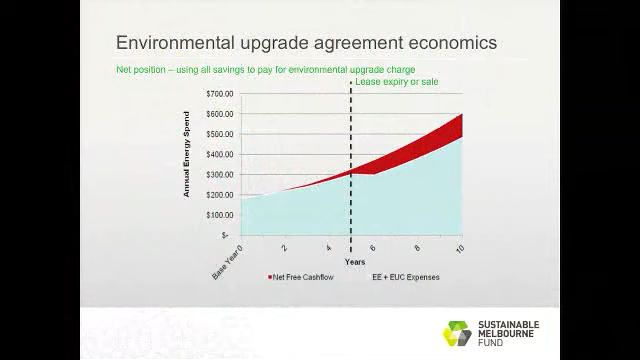 Environmental upgrade agreement economics
Net position – using all savings to pay for environmental upgrade charge
Lease expiry or sale
$700.00
$600.00
$500.00
$400.00
$300.00
$200.00
$100.00
$-
Annual Energy Spend
Base Year 0
2
4
6
8
10
Years
Net Free Cashflow
EE + EUC Expenses
SUSTAINABLE
MELBOURNE
FUND